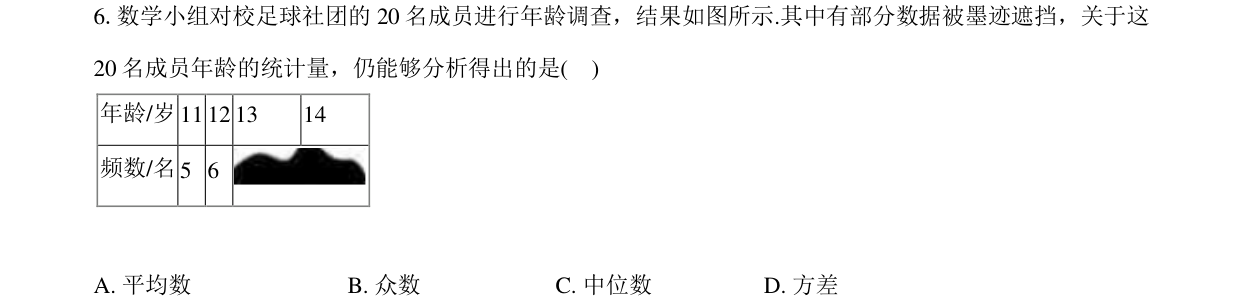 6. 数学小组对校足球社团的 20 名成员进行年龄调查，结果如图所示.其中有部分数据被墨迹遮挡，关于这
20 名成员年龄的统计量，仍能够分析得出的是(    )
年龄/岁 11 12 13 14
频数/名 5 6
A. 平均数 B. 众数 C. 中位数 D. 方差